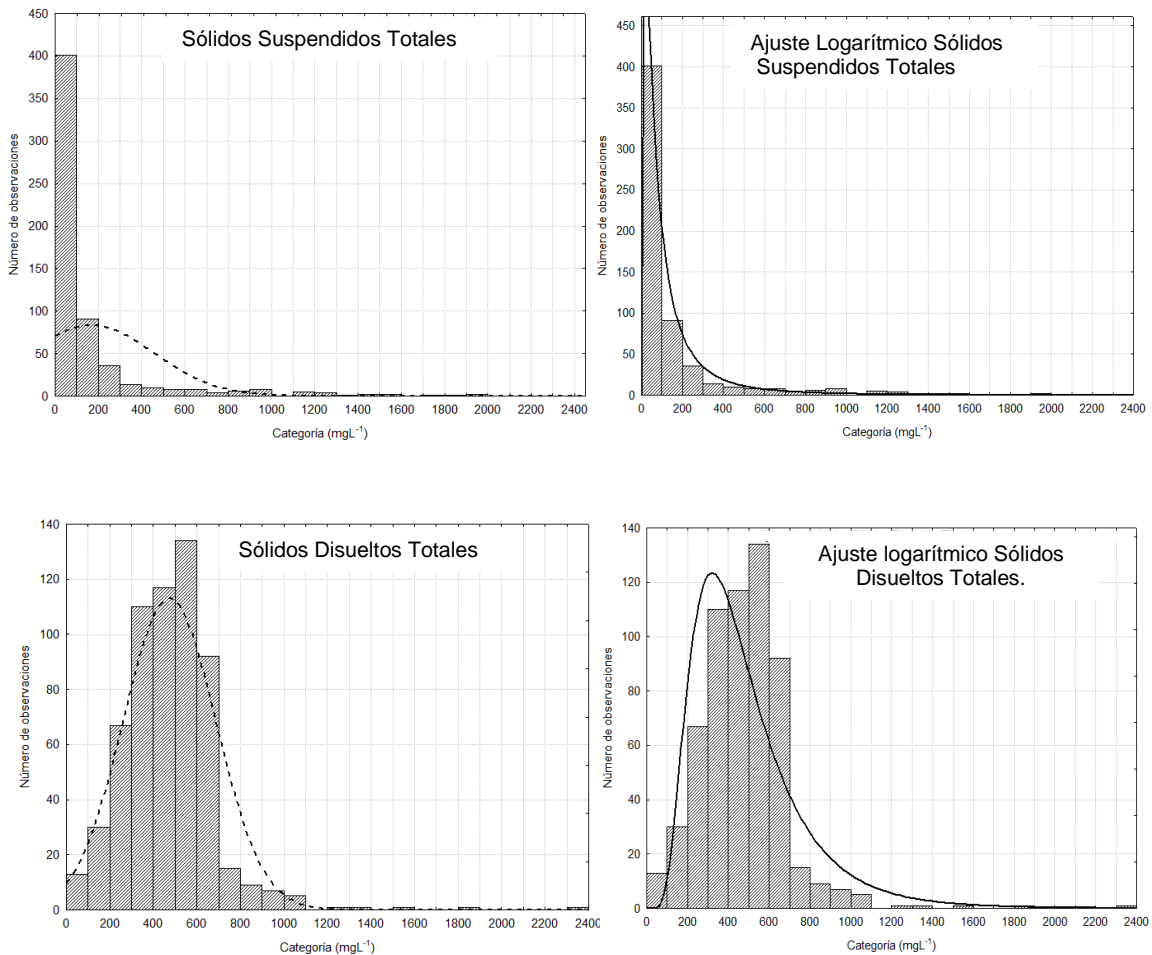 Sólidos Suspendidos Totales
450
400
350
300
250
200
150
100
50
0
Número de observaciones
0 200 400 600 800 1000 1200 1400 1600 1800 2000 2200 2400
Categoría (mgL-1)
Ajuste Logarítmico Sólidos
Suspendidos Totales
450
400
350
300
250
200
150
100
50
0
Número de observaciones
0 200 400 600 800 1000 1200 1400 1600 1800 2000 2200 2400
Categoría (mgL-1)
Sólidos Disueltos Totales
140
120
100
80
60
40
20
0
Número de observaciones
0 200 400 600 800 1000 1200 1400 1600 1800 2000 2200 2400
Categoría (mgL-1)
Ajuste logarítmico Sólidos
Disueltos Totales.
140
120
100
80
60
40
20
0
Número de observaciones
0 200 400 600 800 1000 1200 1400 1600 1800 2000 2200 2400
Categoría (mgL-1)